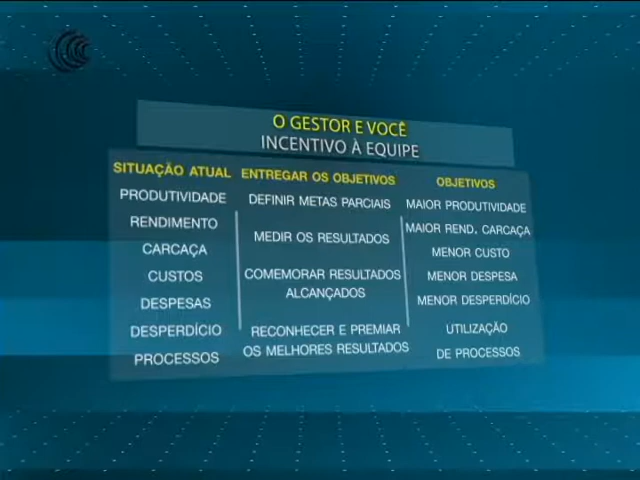 O GESTOR E VOCÊ
INCENTIVO À EQUIPE
SITUAÇÃO ATUAL
PRODUTIVIDADE
RENDIMENTO
CARCAÇA
CUSTOS
DESPESAS
DESPERDÍCIO
PROCESSOS
ENTREGAR OS OBJETIVOS
DEFINIR METAS PARCIAIS
MEDIR OS RESULTADOS
COMEMORAR RESULTADOS
ALCANÇADOS
RECONHECER E PREMIAR
OS MELHORES RESULTADOS
OBJETIVOS
MAIOR PRODUTIVIDADE
MAIOR REND. CARCAÇA
MENOR CUSTO
MENOR DESPESA
MENOR DESPERDÍCIO
UTILIZAÇÃO
DE PROCESSOS